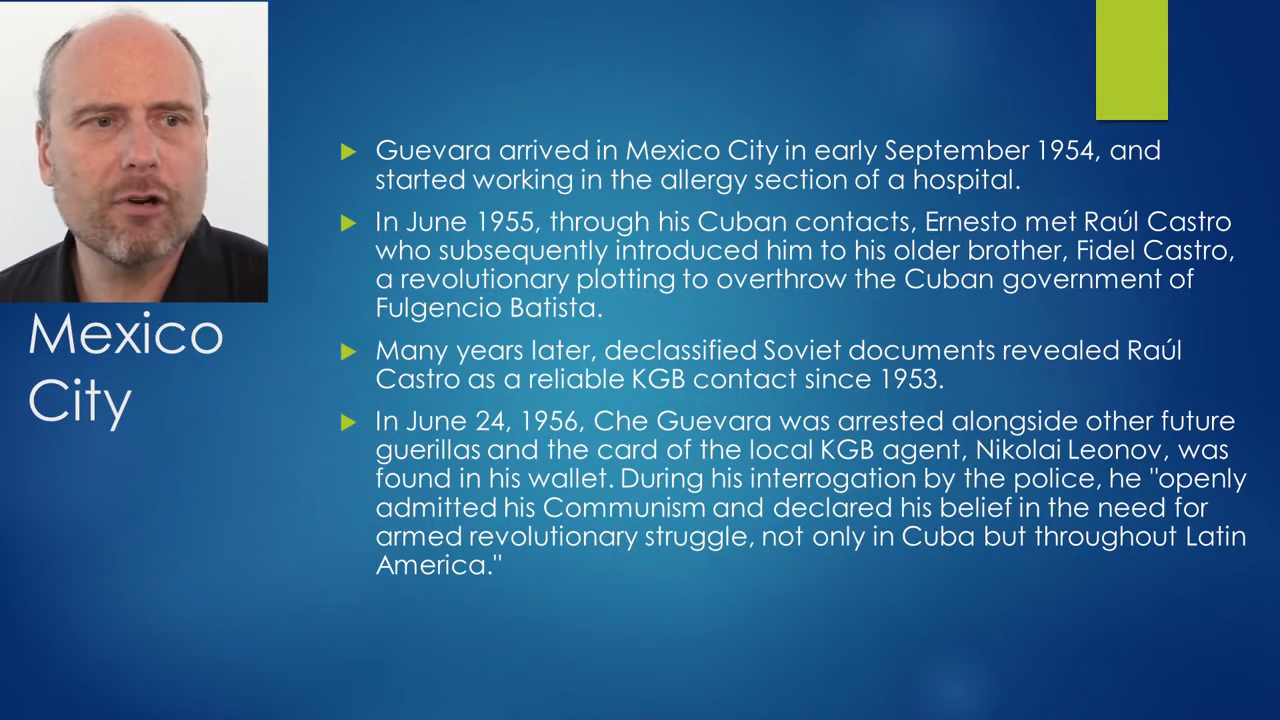 Mexico
City
Guevara arrived in Mexico City in early September 1954, and
started working in the allergy section of a hospital.
In June 1955, through his Cuban contacts, Ernesto met Raúl Castro
who subsequently introduced him to his older brother, Fidel Castro,
a revolutionary plotting to overthrow the Cuban government of
Fulgencio Batista.
Many years later, declassified Soviet documents revealed Raúl
Castro as a reliable KGB contact since 1953.
In June 24, 1956, Che Guevara was arrested alongside other future
guerillas and the card of the local KGB agent, Nikolai Leonov, was
found in his wallet. During his interrogation by the police, he "openly
admitted his Communism and declared his belief in the need for
armed revolutionary struggle, not only in Cuba but throughout Latin
America."